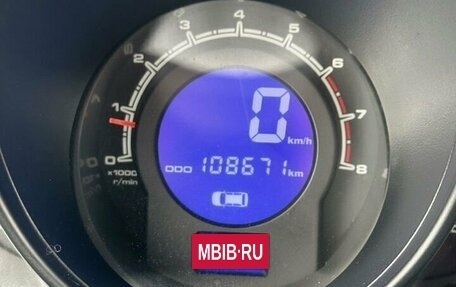 4
3 5
2 6
1 7
0 8
x1000
r/min
0
km/h
ODO 108671 km
MBIB.RU